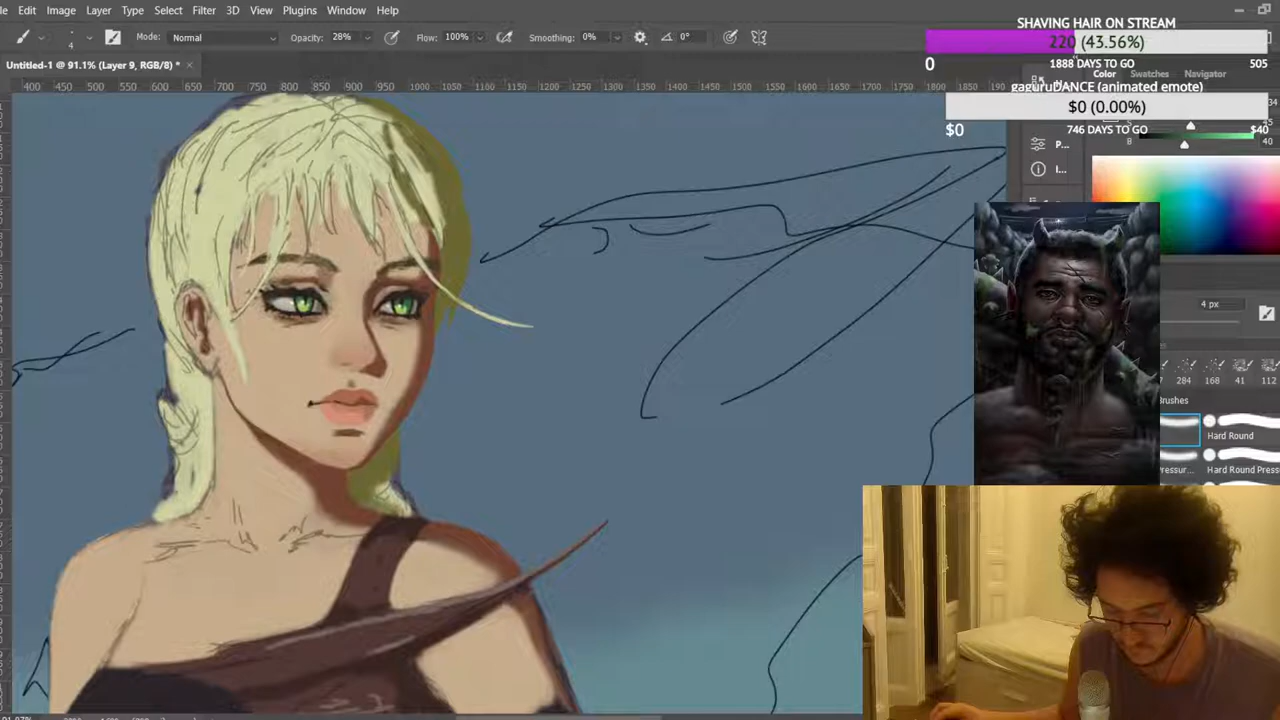 Edit Image Layer Type Select Filter 3D View Plugins Window Help
SHAVING HAIR ON STREAM
220 (43.56%)
0 1888 DAYS TO GO 505
4 Mode: Normal Opacity: 28% Flow: 100% Smoothing: 0% 0°
Untitled-1 @ 91.1% (Layer 9, RGB/8) * ×
Color Swatches Navigator
gaguruDANCE (animated emote)
400 450 500 550 600 650 700 750 800 850 900 950 1000 1050 1100 1150 1200 1250 1300 1350 1400 1450 1500 1550 1600 1650 1700 1750 1800
$0 (0.00%)
$0 746 DAYS TO GO $40
B 40
P...
I...
4 px
284 168 41 112
Brushes
Hard Round
Pressur... Hard Round Press